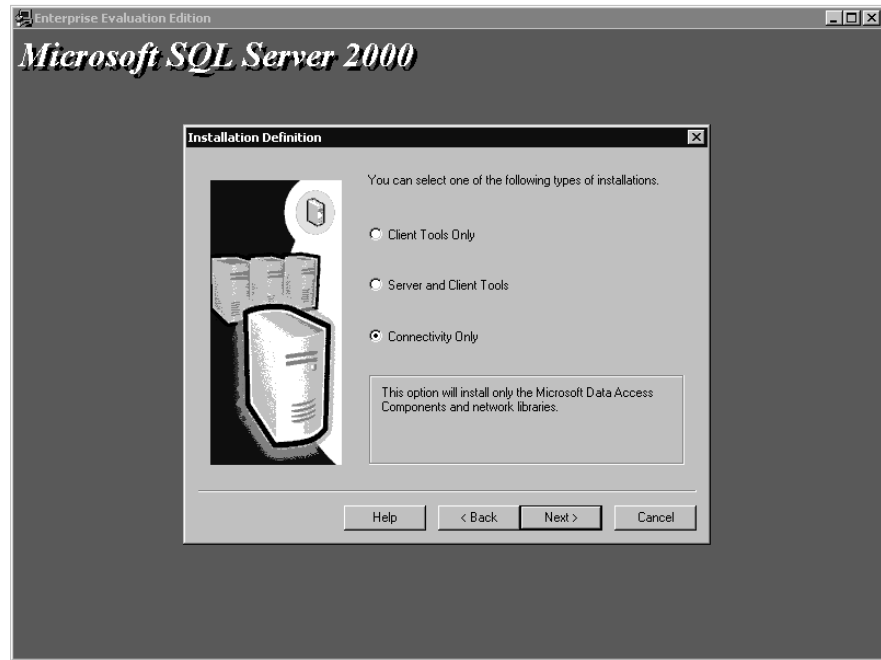 Enterprise Evaluation Edition
Microsoft SQL Server 2000
Installation Definition
You can select one of the following types of installations.
Client Tools Only
Server and Client Tools
Connectivity Only
This option will install only the Microsoft Data Access
Components and network libraries.
Help
< Back
Next >
Cancel